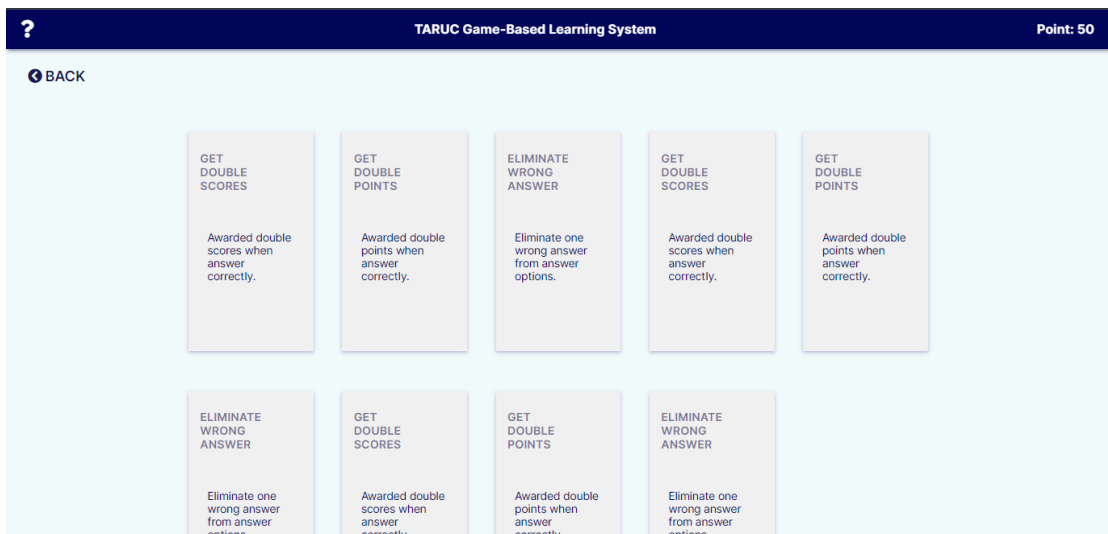 ?
TARUC Game-Based Learning System
Point: 50
BACK
GET
DOUBLE
SCORES
Awarded double
scores when
answer
correctly.
GET
DOUBLE
POINTS
Awarded double
points when
answer
correctly.
ELIMINATE
WRONG
ANSWER
Eliminate one
wrong answer
from answer
options.
GET
DOUBLE
SCORES
Awarded double
scores when
answer
correctly.
GET
DOUBLE
POINTS
Awarded double
points when
answer
correctly.
ELIMINATE
WRONG
ANSWER
Eliminate one
wrong answer
from answer
options.
GET
DOUBLE
SCORES
Awarded double
scores when
answer
correctly.
GET
DOUBLE
POINTS
Awarded double
points when
answer
correctly.
ELIMINATE
WRONG
ANSWER
Eliminate one
wrong answer
from answer
options.